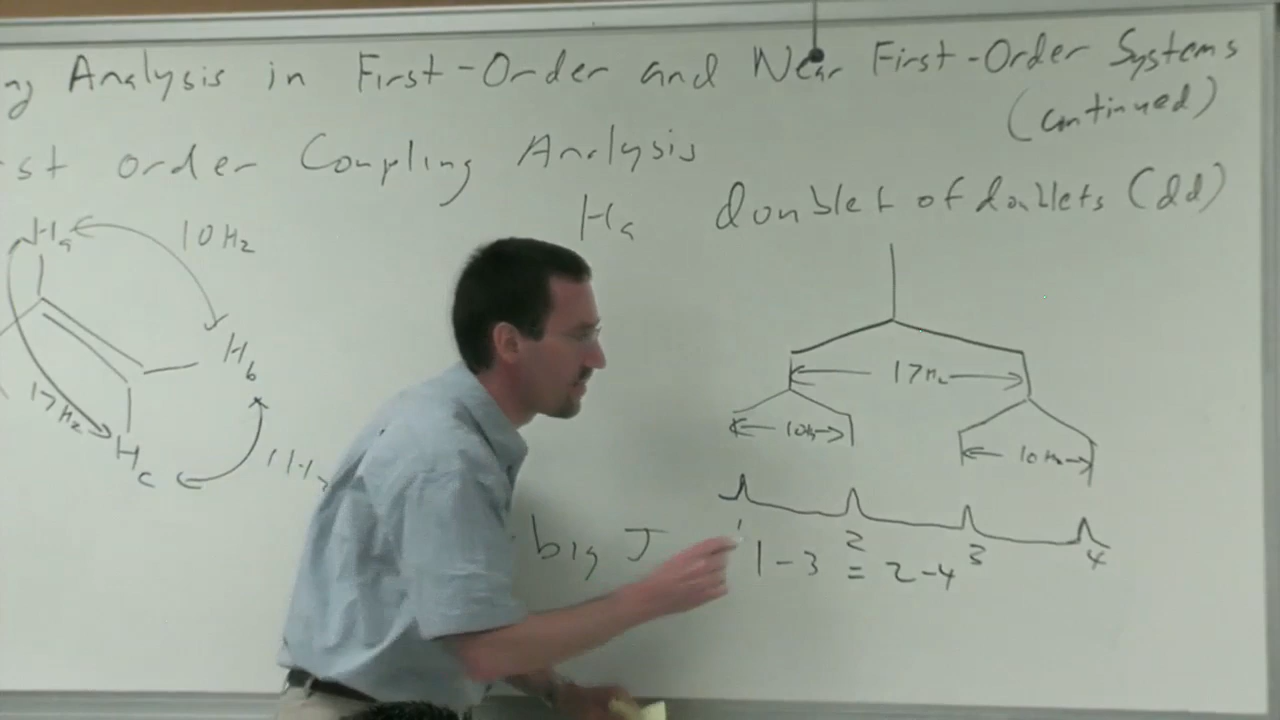 ng Analysis in First-Order and Near First-Order Systems
(continued)
st order Coupling Analysis
Ha doublet of doublets (dd)
Ha
10 Hz
Hb
17 Hz
Hc
17 Hz
10 Hz
10 Hz
big J
1 2 3 4
1-3 = 2-4